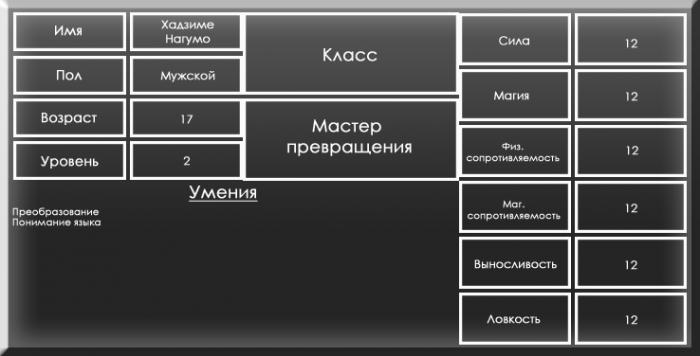 Имя
Хадзиме
Нагумо
Пол
Мужской
Возраст
17
Уровень
2
Класс
Мастер
превращения
Сила
12
Магия
12
Физ.
сопротивляемость
12
Маг.
сопротивляемость
12
Выносливость
12
Ловкость
12
Умения
Преобразование
Понимание языка